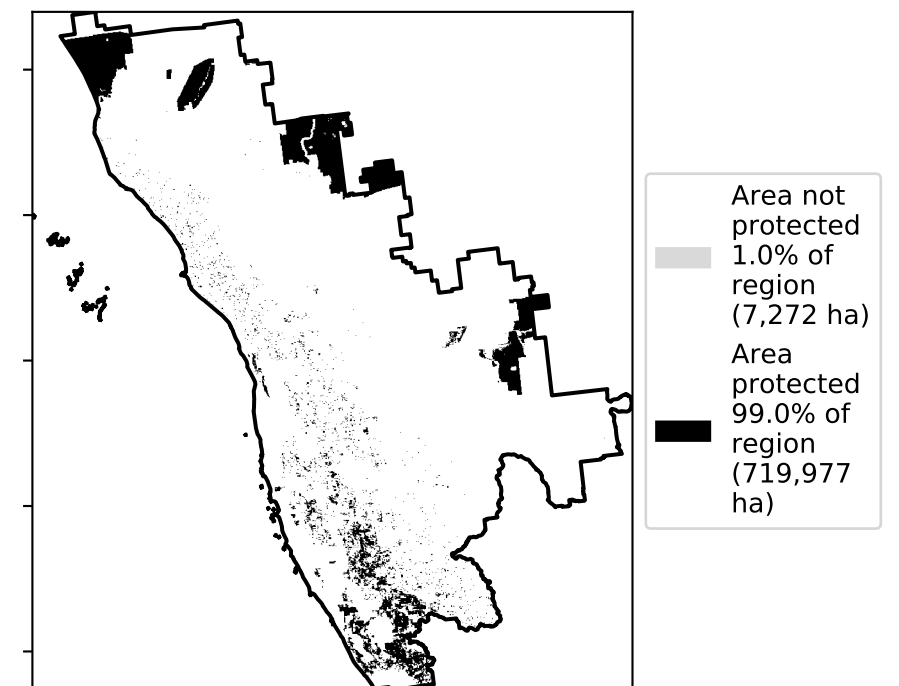 Area not
protected
1.0% of
region
(7,272 ha)
Area
protected
99.0% of
region
(719,977
ha)